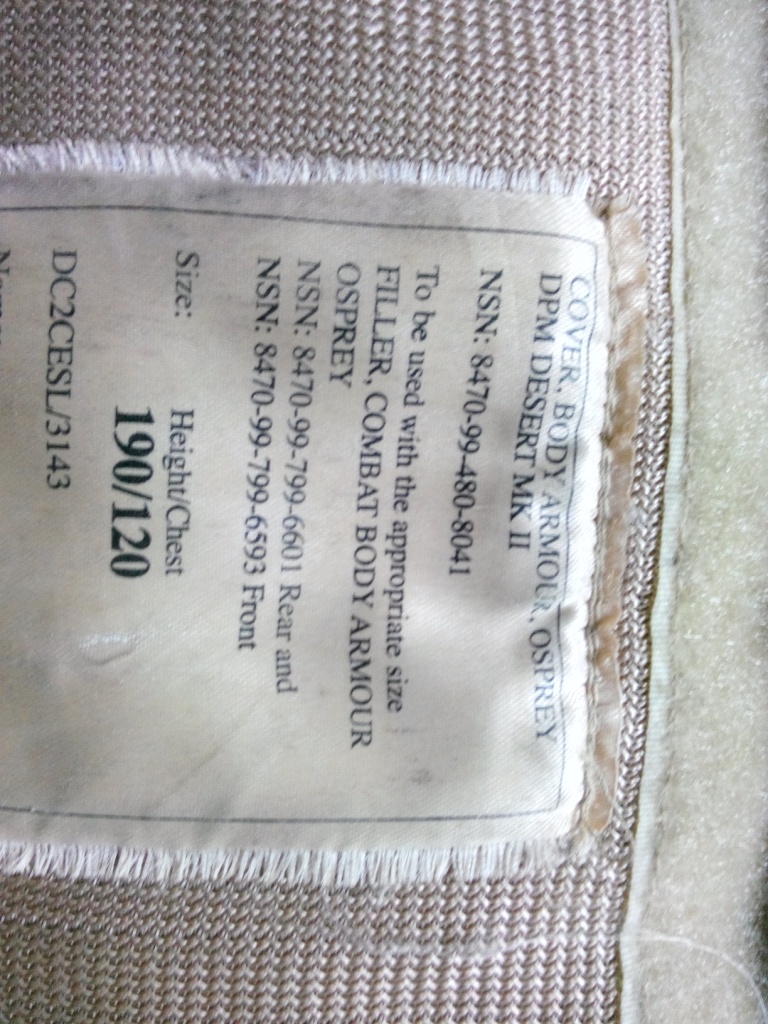 COVER, BODY ARMOUR, OSPREY
DPM DESERT MK II
NSN: 8470-99-480-8041
To be used with the appropriate size
FILLER, COMBAT BODY ARMOUR
OSPREY
NSN: 8470-99-799-6601 Rear and
NSN: 8470-99-799-6593 Front
Size: Height/Chest
190/120
DC2CESL/3143